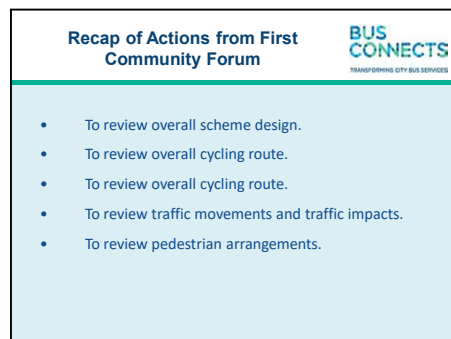 Recap of Actions from First
Community Forum
BUS
CONNECTS
TRANSFORMING CITY BUS SERVICES
• To review overall scheme design.
• To review overall cycling route.
• To review overall cycling route.
• To review traffic movements and traffic impacts.
• To review pedestrian arrangements.